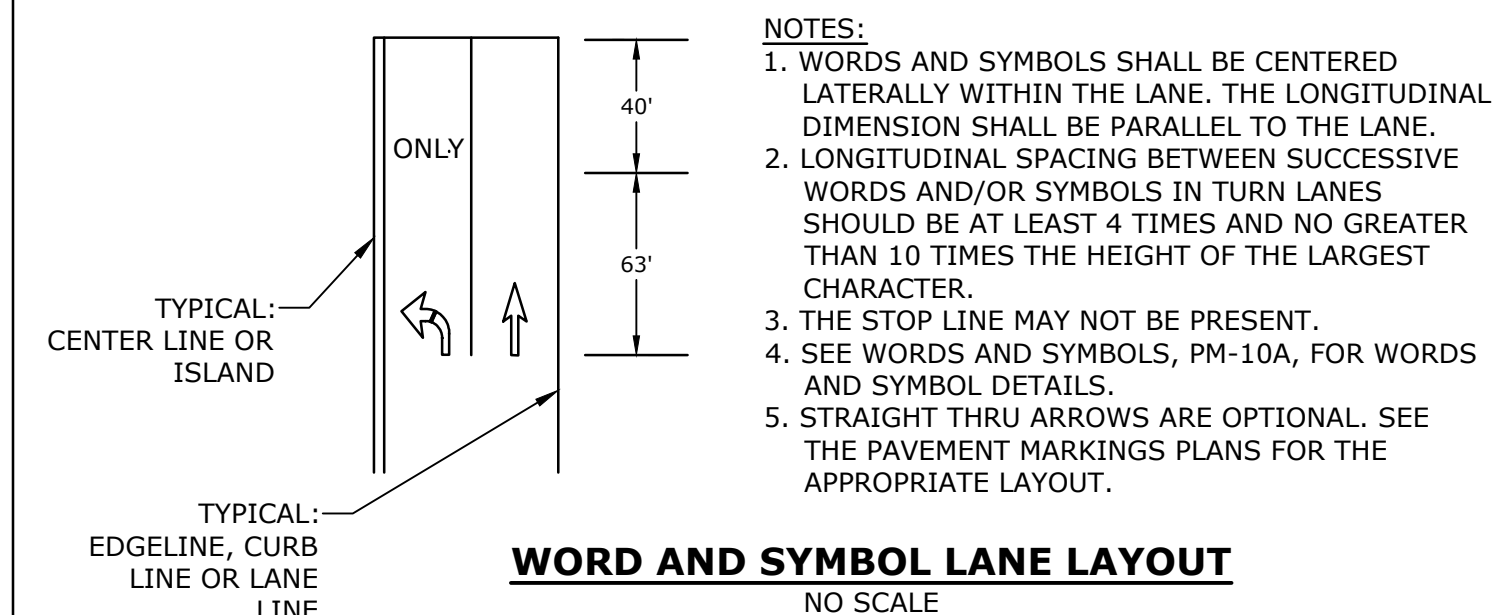 NOTES:
1. WORDS AND SYMBOLS SHALL BE CENTERED
LATERALLY WITHIN THE LANE. THE LONGITUDINAL
DIMENSION SHALL BE PARALLEL TO THE LANE.
2. LONGITUDINAL SPACING BETWEEN SUCCESSIVE
WORDS AND/OR SYMBOLS IN TURN LANES
SHOULD BE AT LEAST 4 TIMES AND NO GREATER
THAN 10 TIMES THE HEIGHT OF THE LARGEST
CHARACTER.
3. THE STOP LINE MAY NOT BE PRESENT.
4. SEE WORDS AND SYMBOLS, PM-10A, FOR WORDS
AND SYMBOL DETAILS.
5. STRAIGHT THRU ARROWS ARE OPTIONAL. SEE
THE PAVEMENT MARKINGS PLANS FOR THE
APPROPRIATE LAYOUT.
40'
ONLY
63'
TYPICAL:
CENTER LINE OR
ISLAND
TYPICAL:
EDGELINE, CURB
LINE OR LANE
LINE
WORD AND SYMBOL LANE LAYOUT
NO SCALE